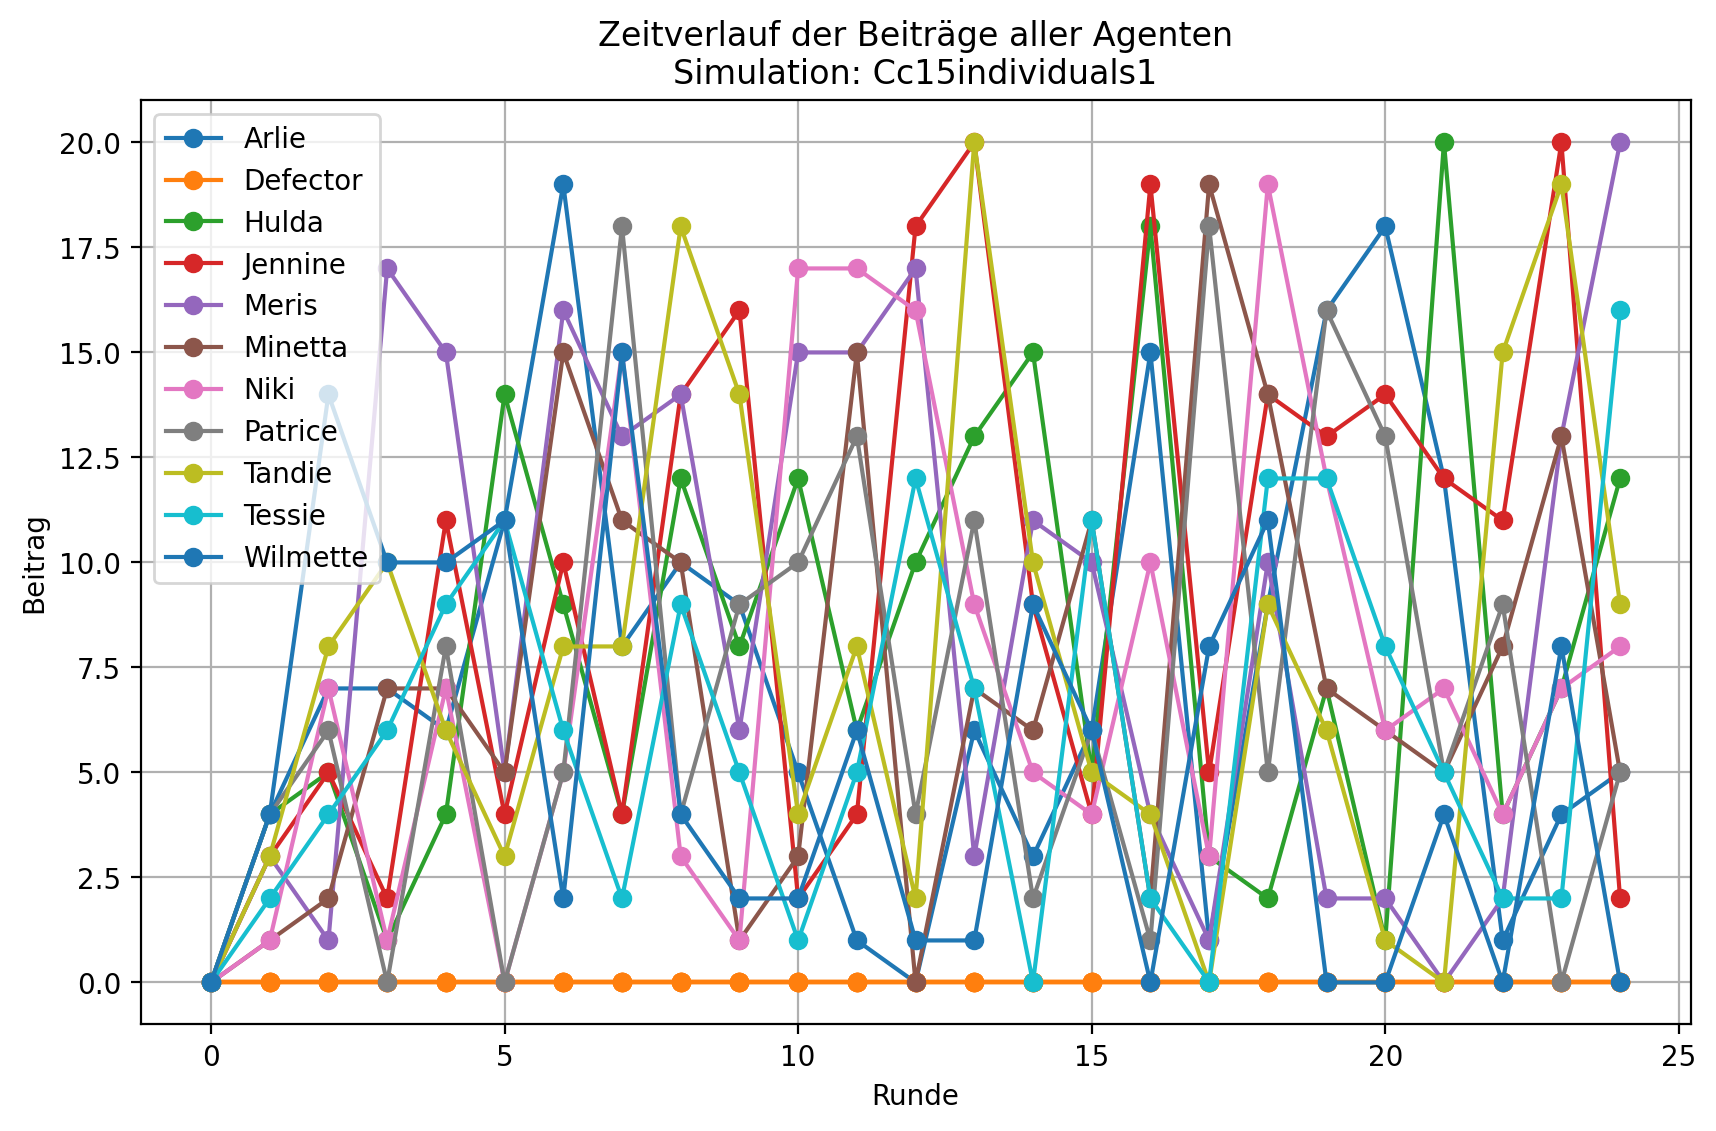 Zeitverlauf der Beiträge aller Agenten
Simulation: Cc15individuals1
Arlie
Defector
Hulda
Jennine
Meris
Minetta
Niki
Patrice
Tandie
Tessie
Wilmette
20.0
17.5
15.0
12.5
10.0
7.5
5.0
2.5
0.0
Beitrag
0 5 10 15 20 25
Runde